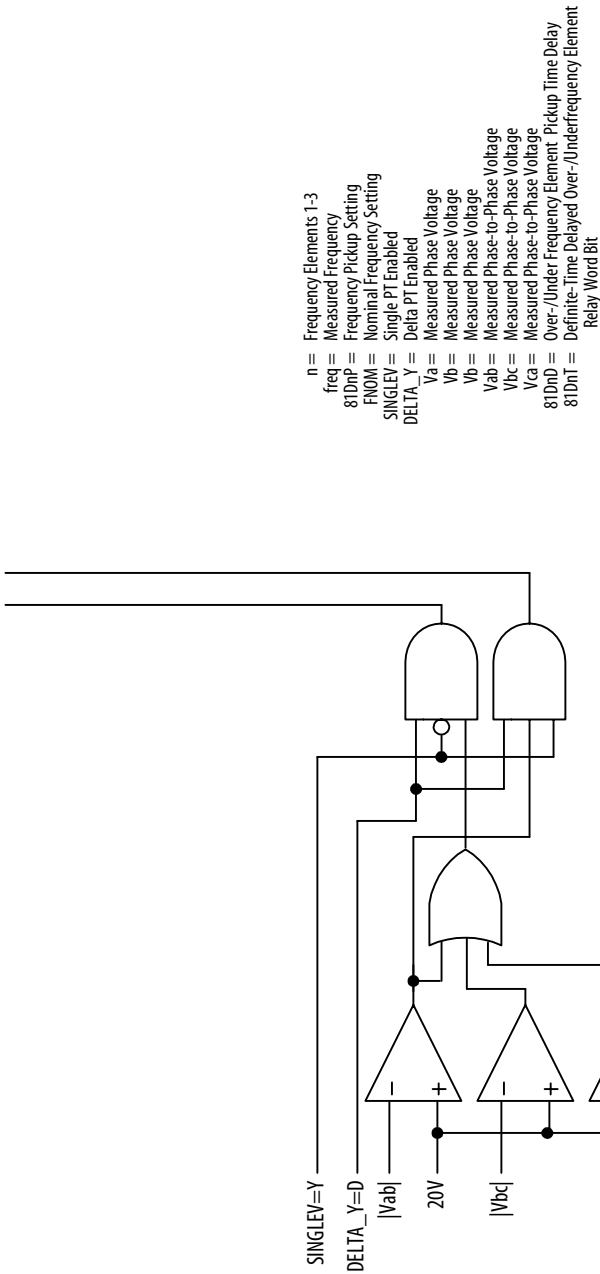 n = Frequency Elements 1-3
freq = Measured Frequency
81DnP = Frequency Pickup Setting
FNOM = Nominal Frequency Setting
SINGLEV = Single PT Enabled
DELTA_Y = Delta PT Enabled
Va = Measured Phase Voltage
Vb = Measured Phase Voltage
Vb = Measured Phase Voltage
Vab = Measured Phase-to-Phase Voltage
Vbc = Measured Phase-to-Phase Voltage
Vca = Measured Phase-to-Phase Voltage
81DnD = Over-/Under Frequency Element Pickup Time Delay
81DnT = Definite-Time Delayed Over-/Underfrequency Element
Relay Word Bit
SINGLEV=Y
DELTA_Y=D
|Vab|
–
20V
+
|Vbc|
–
+